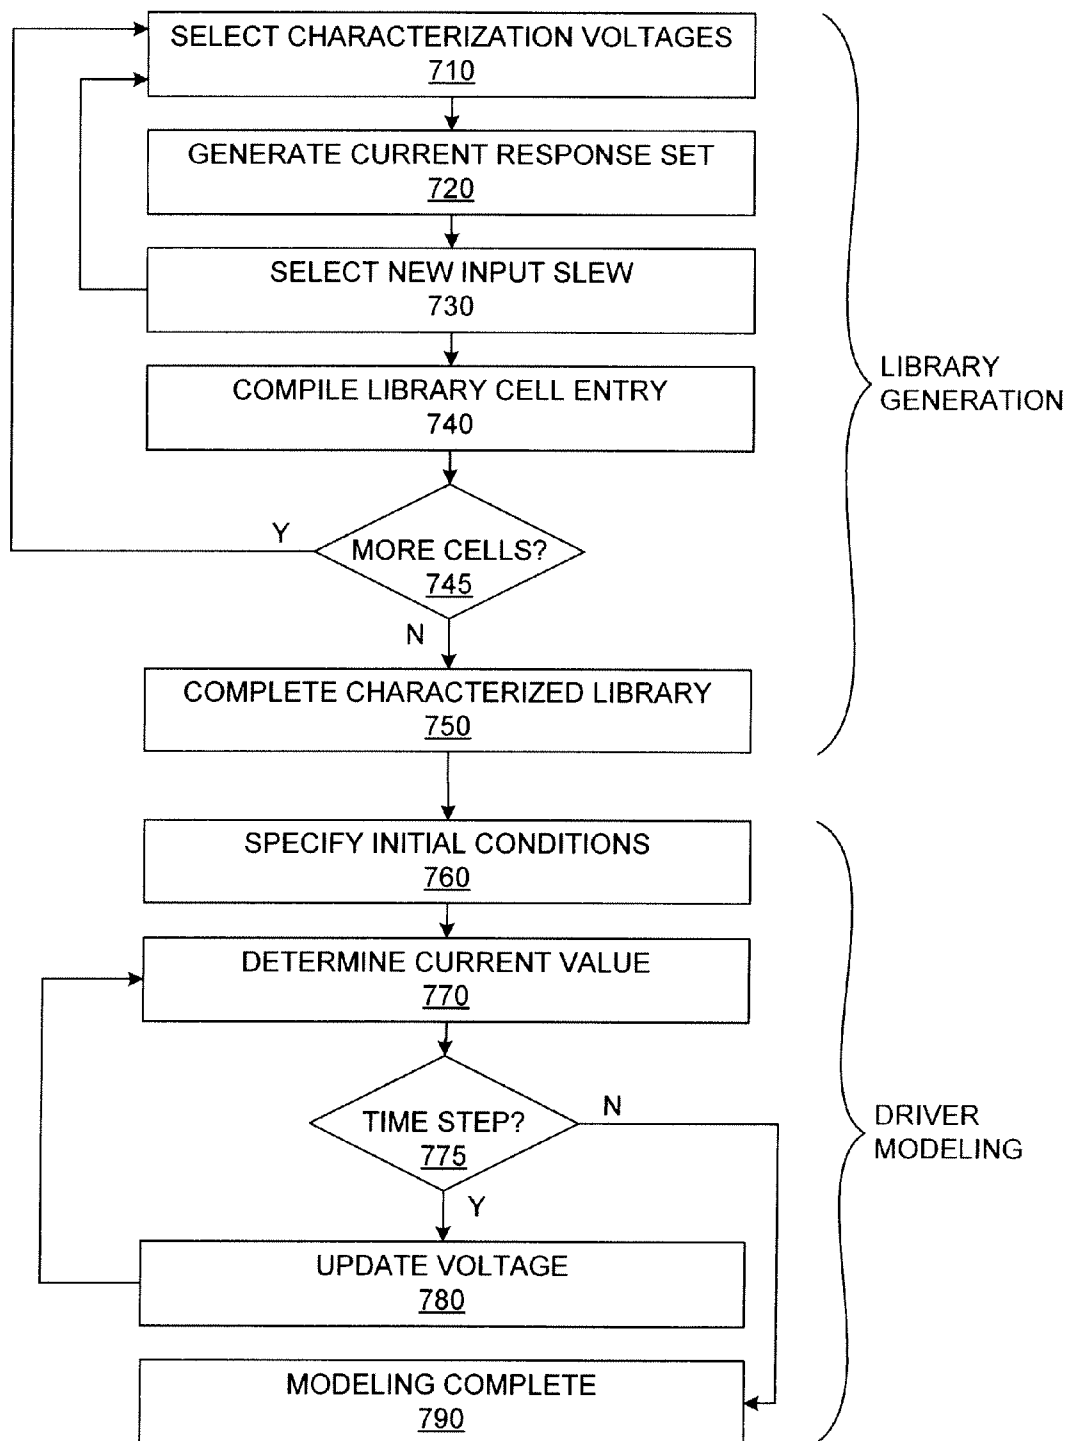 SELECT CHARACTERIZATION VOLTAGES
710
GENERATE CURRENT RESPONSE SET
720
SELECT NEW INPUT SLEW
730
COMPILE LIBRARY CELL ENTRY
740
Y
MORE CELLS?
745
N
COMPLETE CHARACTERIZED LIBRARY
750
LIBRARY
GENERATION
SPECIFY INITIAL CONDITIONS
760
DETERMINE CURRENT VALUE
770
TIME STEP?
775
N
Y
UPDATE VOLTAGE
780
MODELING COMPLETE
790
DRIVER
MODELING